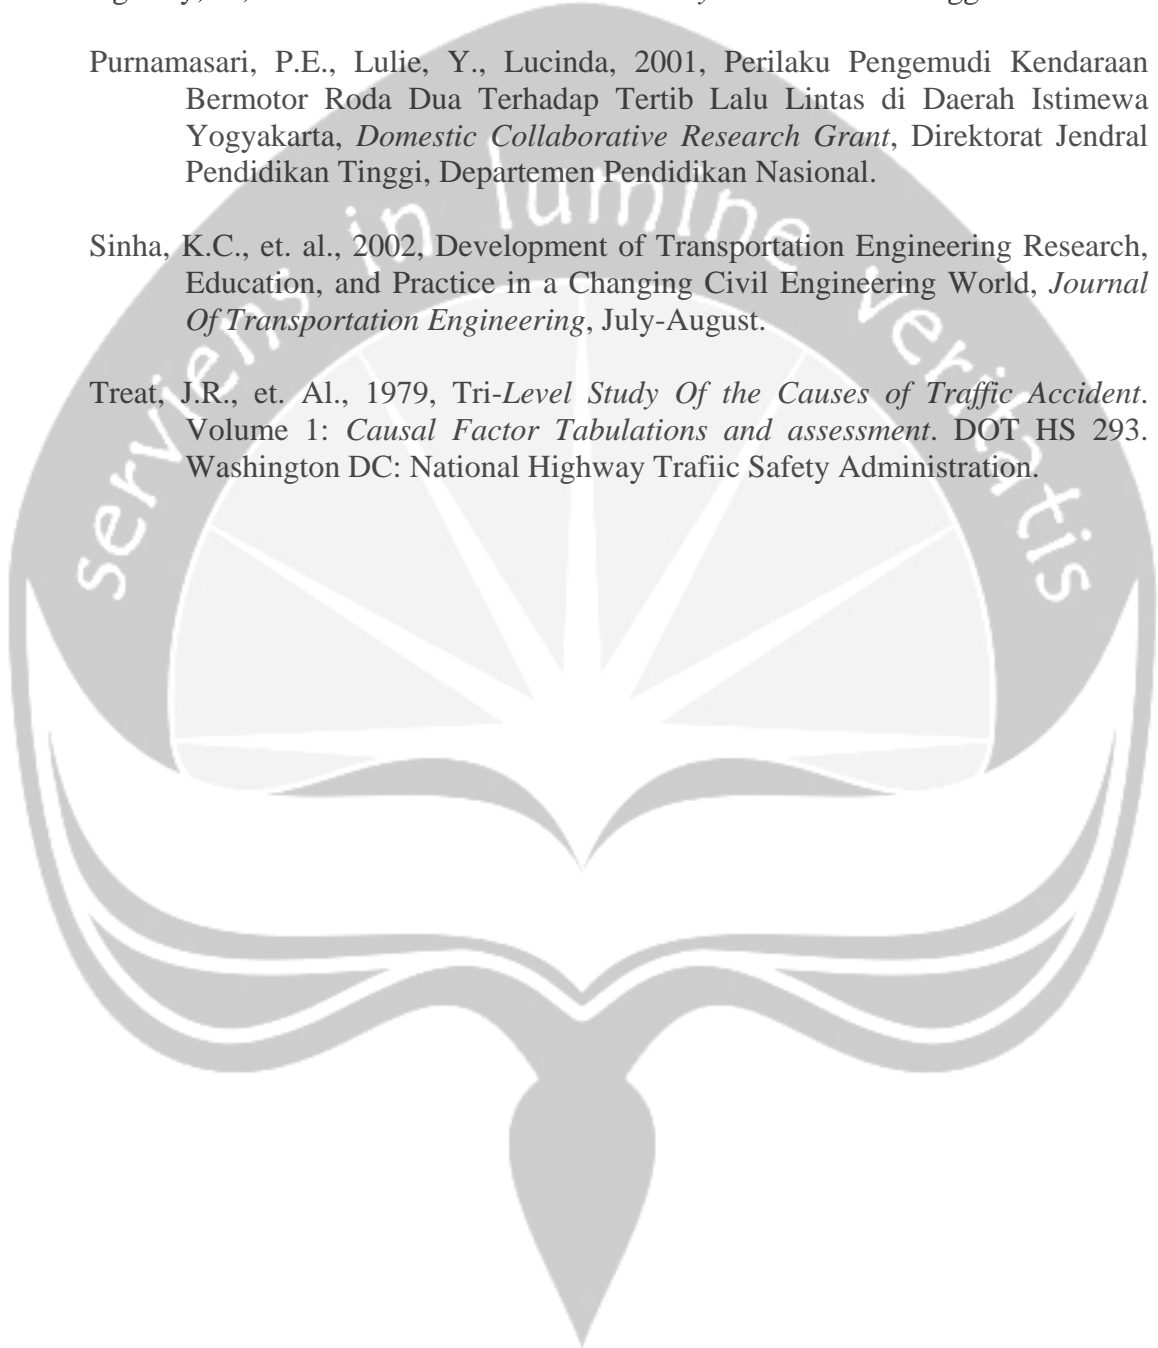 Purnamasari, P.E., Lulie, Y., Lucinda, 2001, Perilaku Pengemudi Kendaraan
Bermotor Roda Dua Terhadap Tertib Lalu Lintas di Daerah Istimewa
Yogyakarta, Domestic Collaborative Research Grant, Direktorat Jendral
Pendidikan Tinggi, Departemen Pendidikan Nasional.
Sinha, K.C., et. al., 2002, Development of Transportation Engineering Research,
Education, and Practice in a Changing Civil Engineering World, Journal
Of Transportation Engineering, July-August.
Treat, J.R., et. Al., 1979, Tri-Level Study Of the Causes of Traffic Accident.
Volume 1: Causal Factor Tabulations and assessment. DOT HS 293.
Washington DC: National Highway Trafiic Safety Administration.
serviens in lumine veritatis